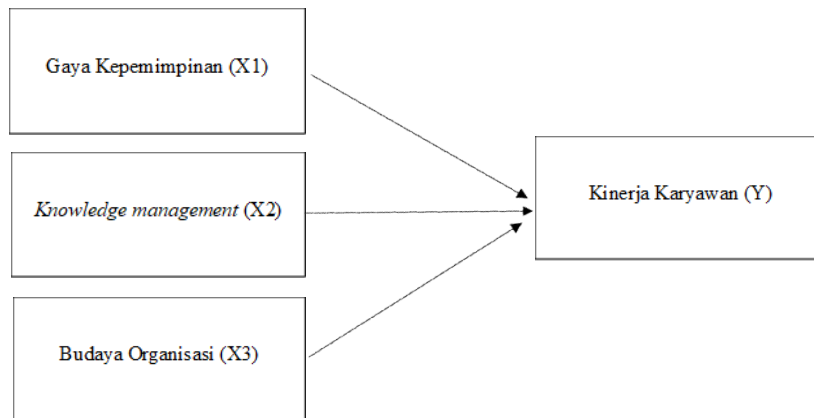 Gaya Kepemimpinan (X1)
Knowledge management (X2)
Kinerja Karyawan (Y)
Budaya Organisasi (X3)